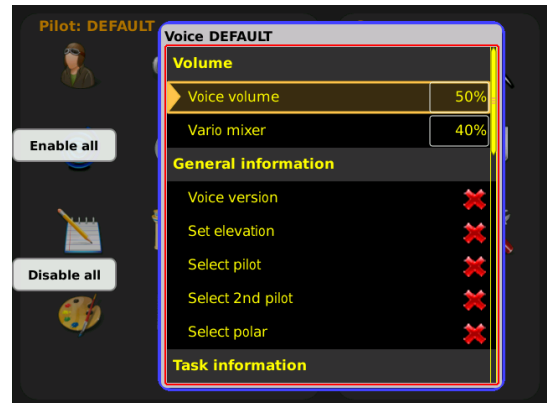 Pilot: DEFAULT
Voice DEFAULT
Volume
Voice volume 50%
Vario mixer 40%
Enable all
General information
Voice version
Set elevation
Select pilot
Disable all
Select 2nd pilot
Select polar
Task information